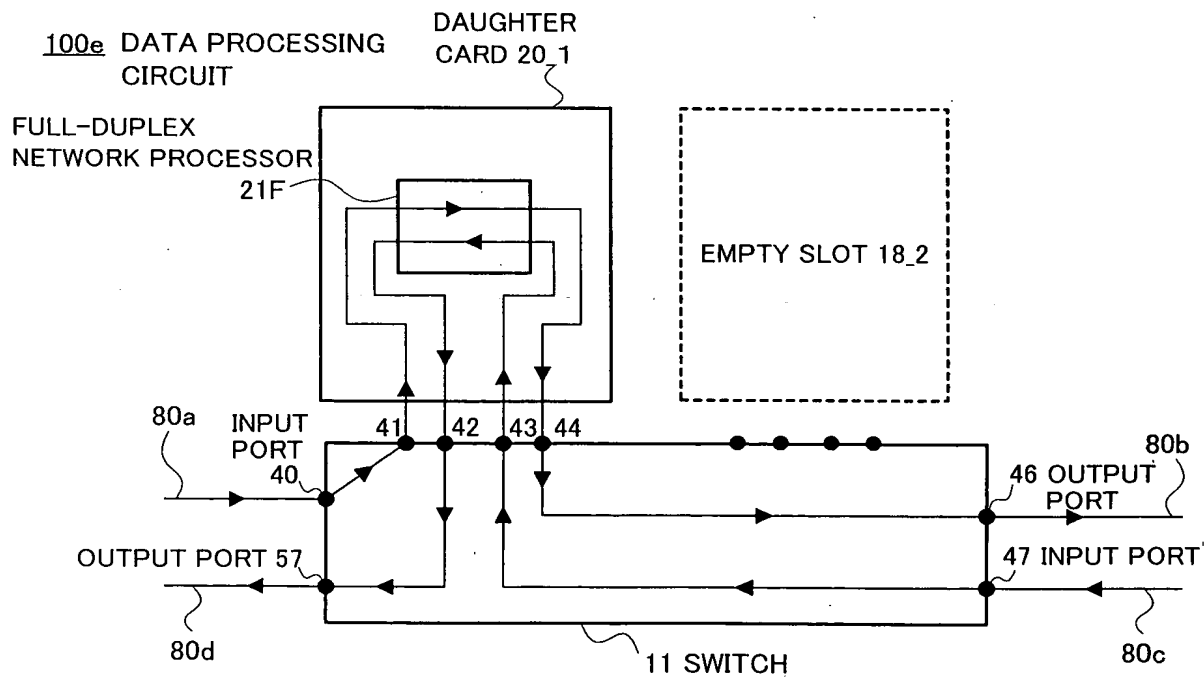 100e DATA PROCESSING
CIRCUIT
DAUGHTER
CARD 20_1
FULL-DUPLEX
NETWORK PROCESSOR
21F
EMPTY SLOT 18_2
80a
INPUT
PORT
40
41
42
43
44
80b
46 OUTPUT
PORT
OUTPUT PORT 57
47 INPUT PORT
80d
11 SWITCH
80c